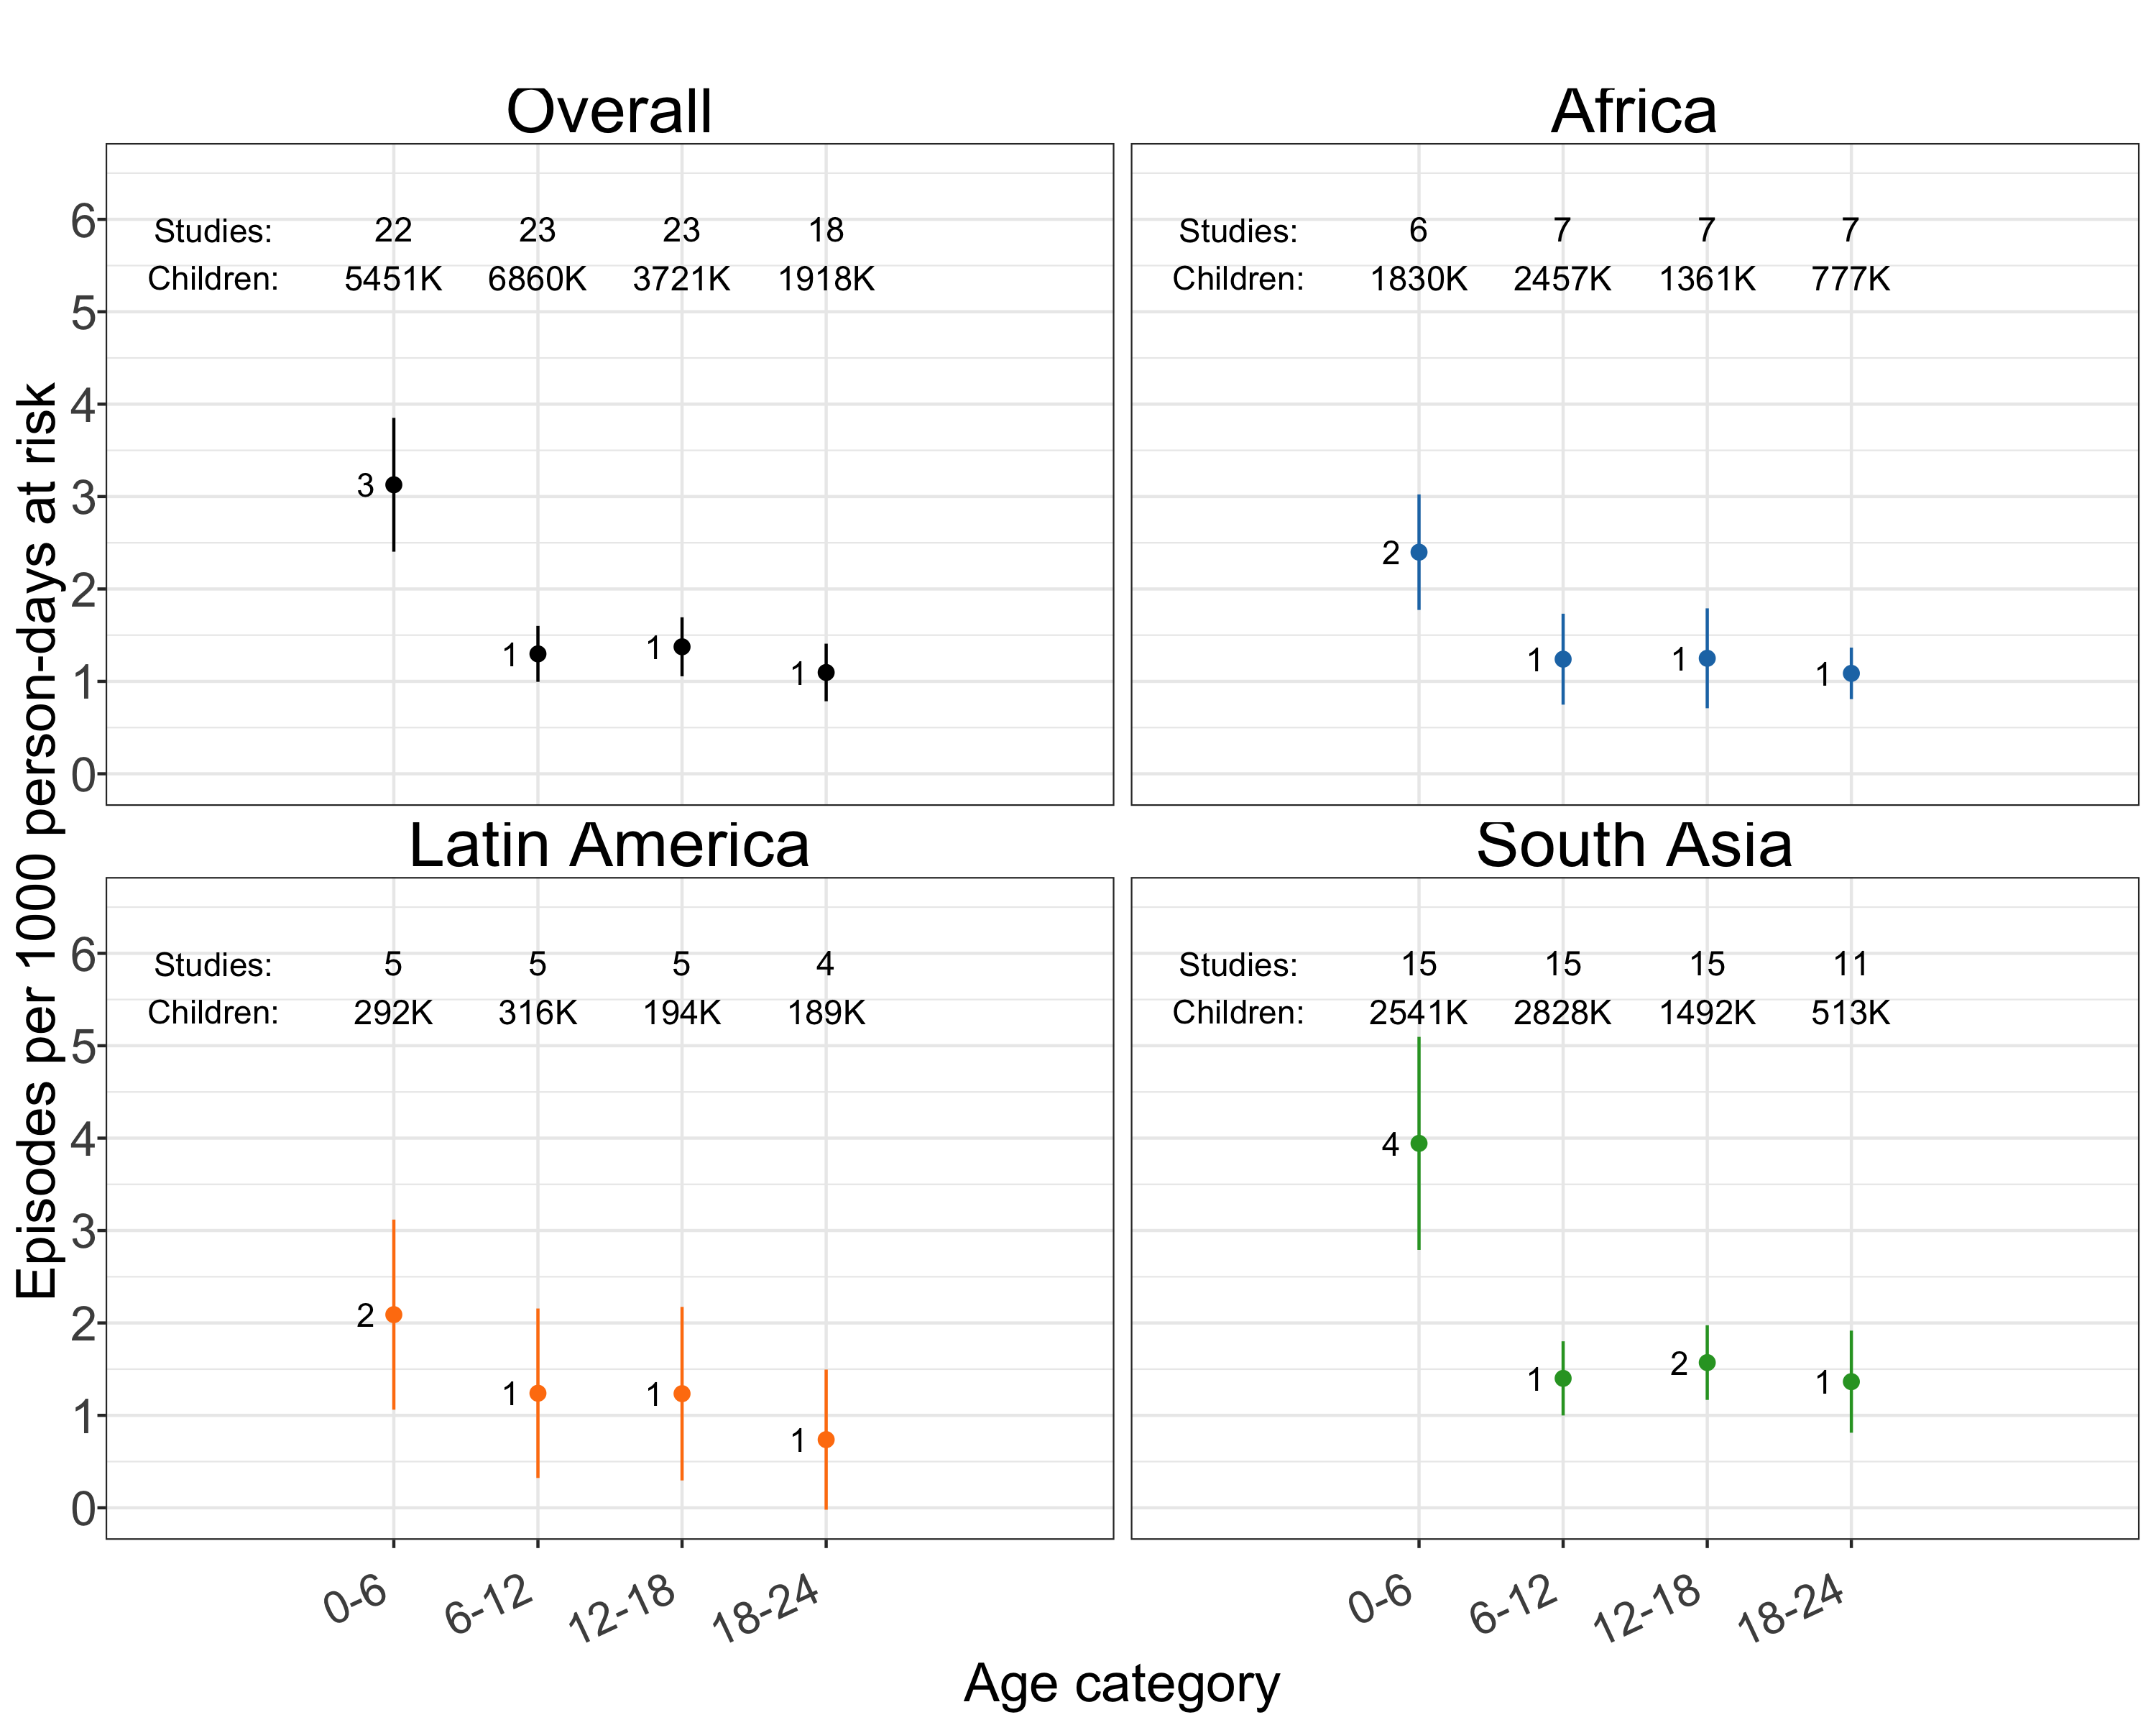 Overall
Studies: 22 23 23 18
Children: 5451K 6860K 3721K 1918K
6
5
4
3
2
1
0
3
1
1
1
Africa
Studies: 6 7 7 7
Children: 1830K 2457K 1361K 777K
2
1
1
1
Latin America
Studies: 5 5 5 4
Children: 292K 316K 194K 189K
6
5
4
3
2
1
0
2
1
1
1
South Asia
Studies: 15 15 15 11
Children: 2541K 2828K 1492K 513K
4
1
2
1
0-6 6-12 12-18 18-24
0-6 6-12 12-18 18-24
Age category
Episodes per 1000 person-days at risk